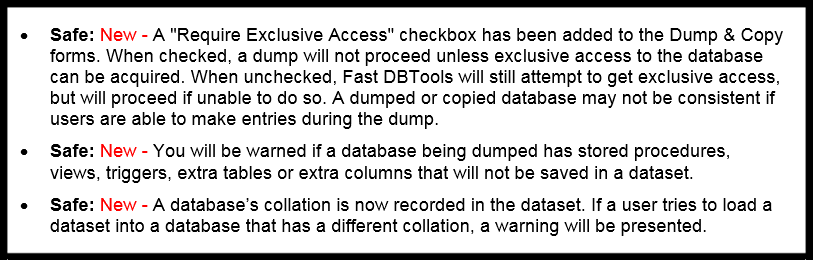 • Safe: New - A "Require Exclusive Access" checkbox has been added to the Dump & Copy
forms. When checked, a dump will not proceed unless exclusive access to the database
can be acquired. When unchecked, Fast DBTools will still attempt to get exclusive access,
but will proceed if unable to do so. A dumped or copied database may not be consistent if
users are able to make entries during the dump.
• Safe: New - You will be warned if a database being dumped has stored procedures,
views, triggers, extra tables or extra columns that will not be saved in a dataset.
• Safe: New - A database’s collation is now recorded in the dataset. If a user tries to load a
dataset into a database that has a different collation, a warning will be presented.